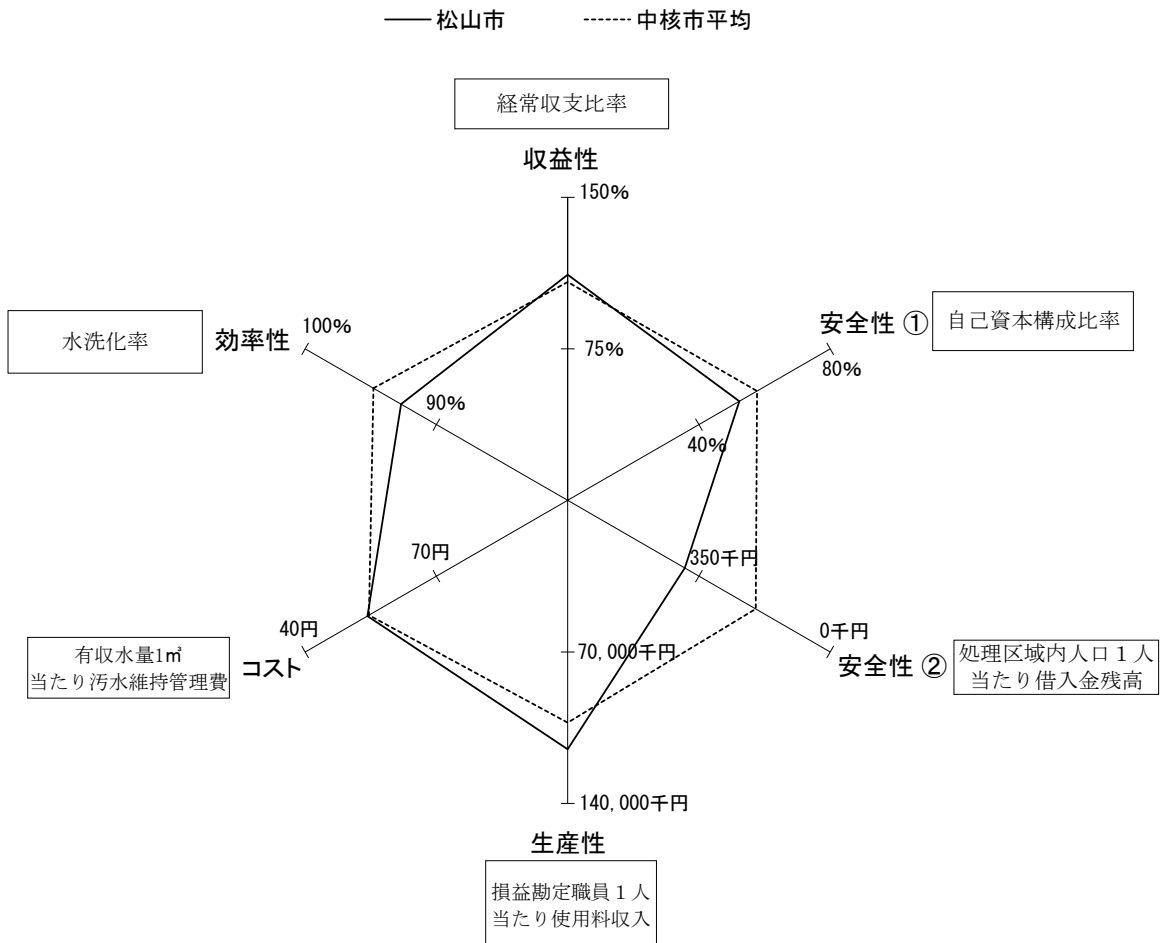 松山市
中核市平均
経常収支比率
収益性
150%
75%
安全性 ①
自己資本構成比率
80%
40%
水洗化率
効率性
100%
90%
70円
350千円
40円
0千円
有収水量1㎥
当たり汚水維持管理費
コスト
70,000千円
安全性 ②
処理区域内人口１人
当たり借入金残高
140,000千円
生産性
損益勘定職員１人
当たり使用料収入